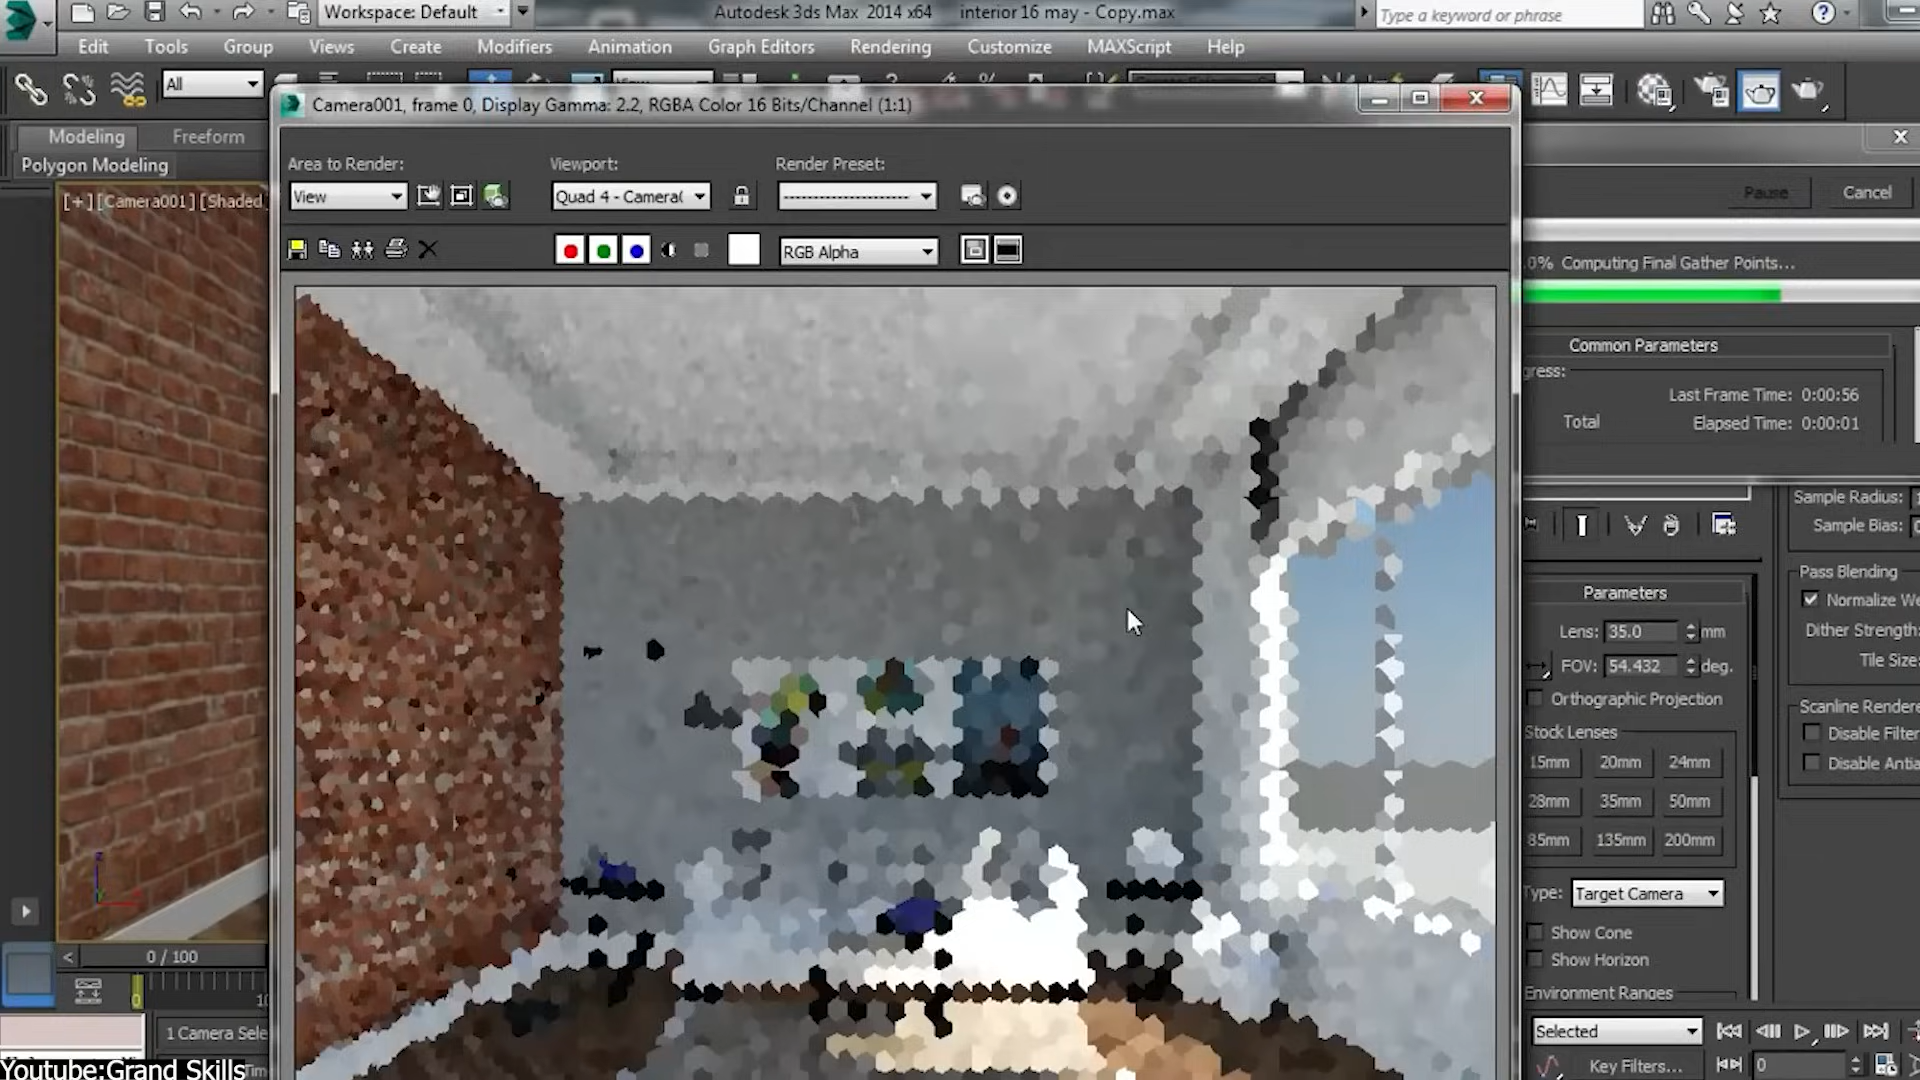 Workspace: Default
Autodesk 3ds Max 2014 x64 interior 16 may - Copy.max
Type a keyword or phrase
Edit Tools Group Views Create Modifiers Animation Graph Editors Rendering Customize MAXScript Help
All
Camera001, frame 0, Display Gamma: 2.2, RGBA Color 16 Bits/Channel (1:1)
Modeling Freeform
Polygon Modeling
[+][Camera001][Shaded
Area to Render:
View
Viewport:
Quad 4 - Camera(
Render Preset:
RGB Alpha
Pause Cancel
0% Computing Final Gather Points...
Common Parameters
gress:
Last Frame Time: 0:00:56
Total
Elapsed Time: 0:00:01
Sample Radius:
Sample Bias:
Pass Blending
Normalize We
Dither Strength:
Tile Size:
Scanline Rendere
Disable Filter
Disable Antia
Parameters
Lens: 35.0 mm
FOV: 54.432 deg.
Orthographic Projection
Stock Lenses
15mm 20mm 24mm
28mm 35mm 50mm
85mm 135mm 200mm
Type: Target Camera
Show Cone
Show Horizon
Environment Ranges
z
0 / 100
0
1 Camera Sele
Selected
Key Filters...
0
Youtube:Grand Skills